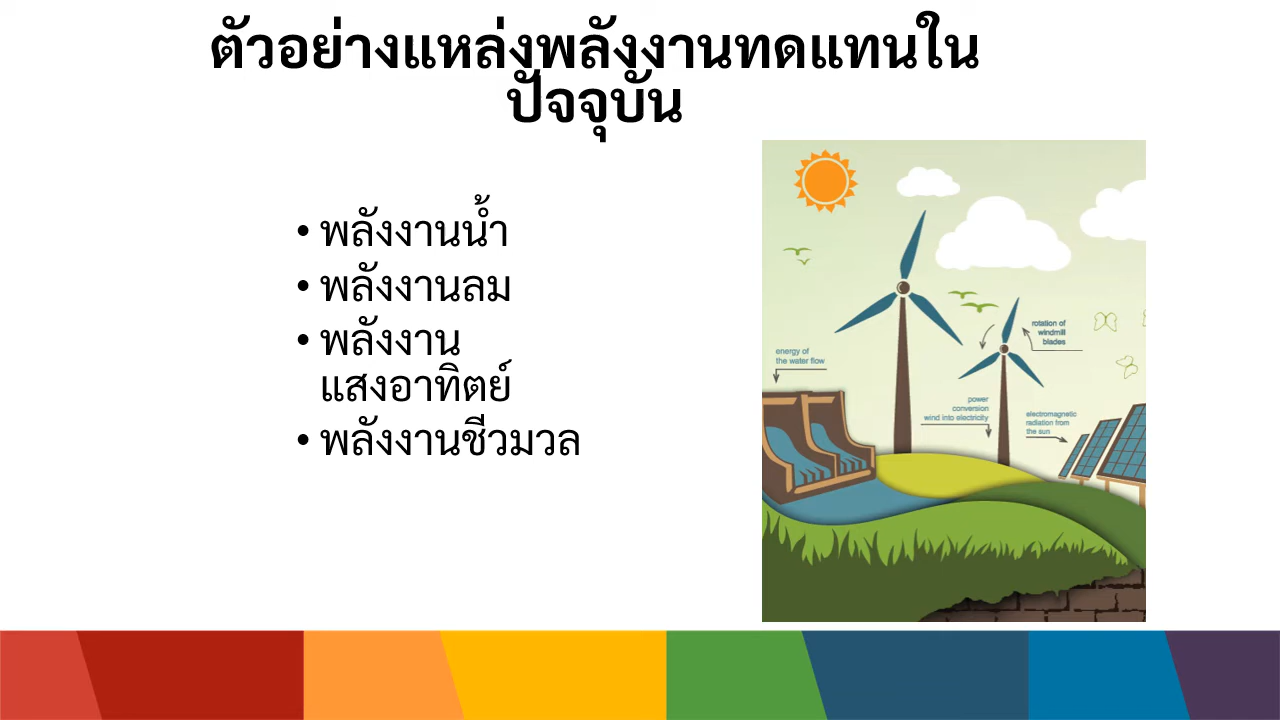 ตัวอย่างแหล่งพลังงานทดแทนใน
ปัจจุบัน
• พลังงานน้ำ
• พลังงานลม
• พลังงาน
แสงอาทิตย์
• พลังงานชีวมวล
energy of
the water flow
rotation of
windmill
blades
power
conversion
wind into electricity
electromagnetic
radiation from
the sun